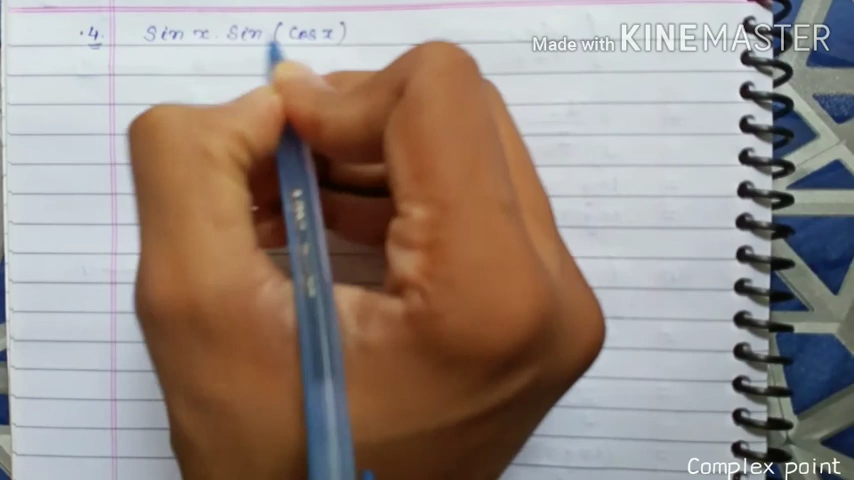 .4. Sin x . Sin (Cos x)
Made with KINEMASTER
Complex point